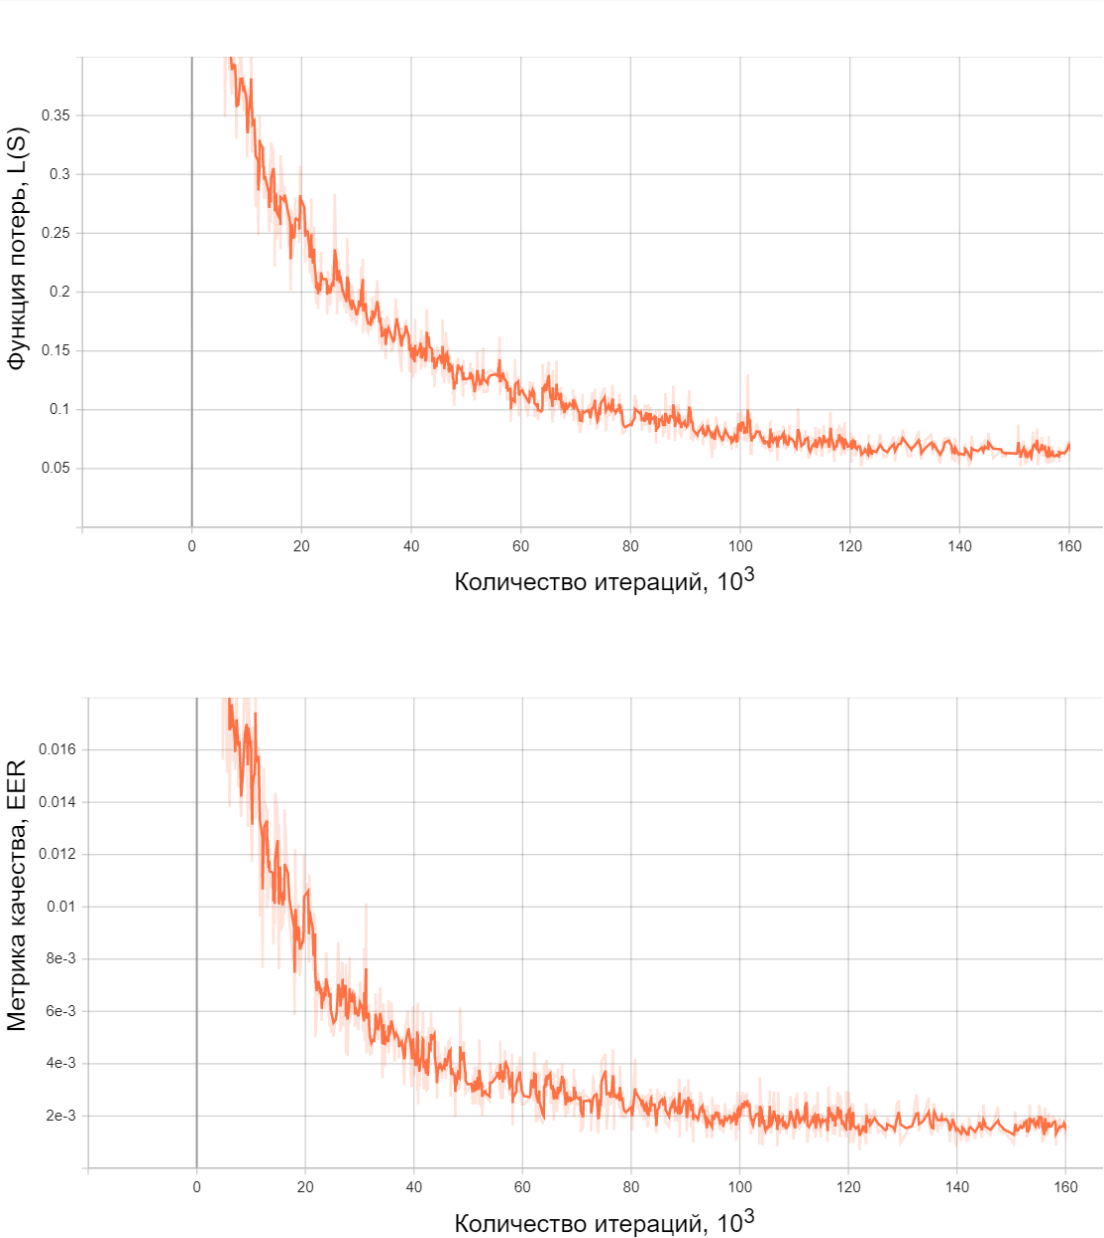 Функция потерь, L(S)
0.35
0.3
0.25
0.2
0.15
0.1
0.05
0 20 40 60 80 100 120 140 160
Количество итераций, 10³
Метрика качества, EER
0.016
0.014
0.012
0.01
8e-3
6e-3
4e-3
2e-3
0 20 40 60 80 100 120 140 160
Количество итераций, 10³